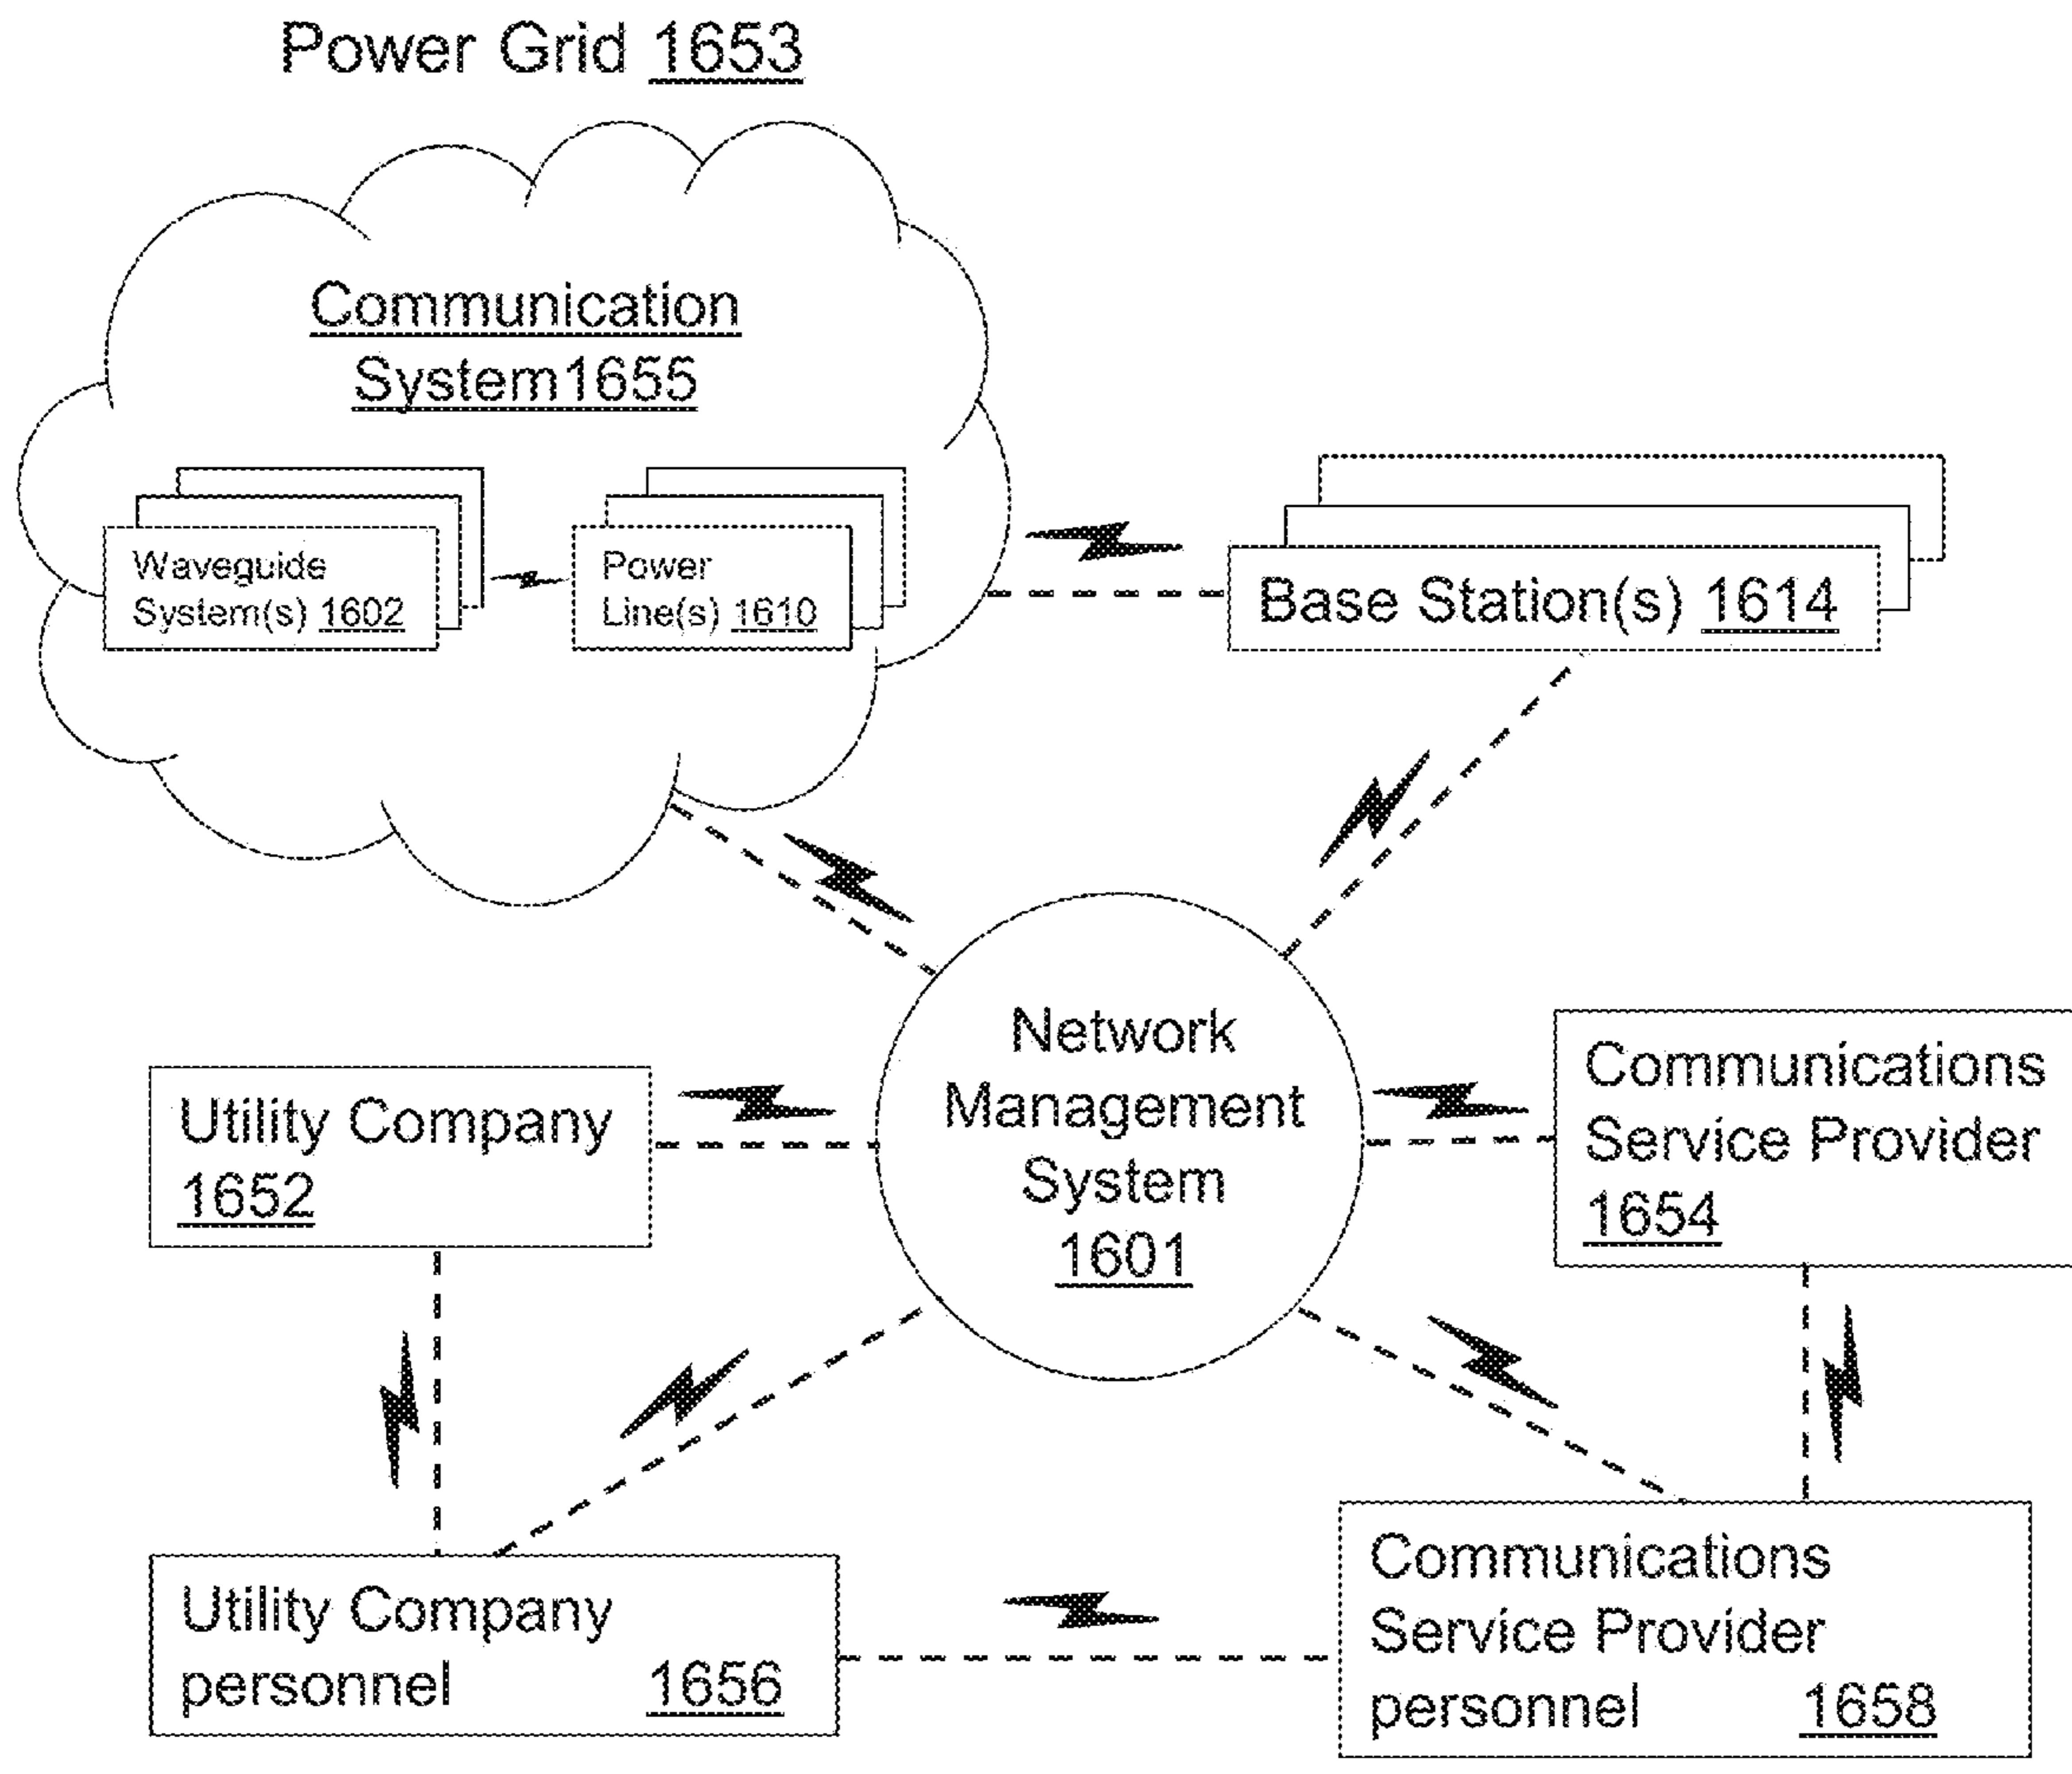 Power Grid 1653
Communication
System1655
Waveguide
System(s) 1602
Power
Line(s) 1610
Base Station(s) 1614
Network
Management
System
1601
Utility Company
1652
Communications
Service Provider
1654
Utility Company
personnel 1656
Communications
Service Provider
personnel 1658